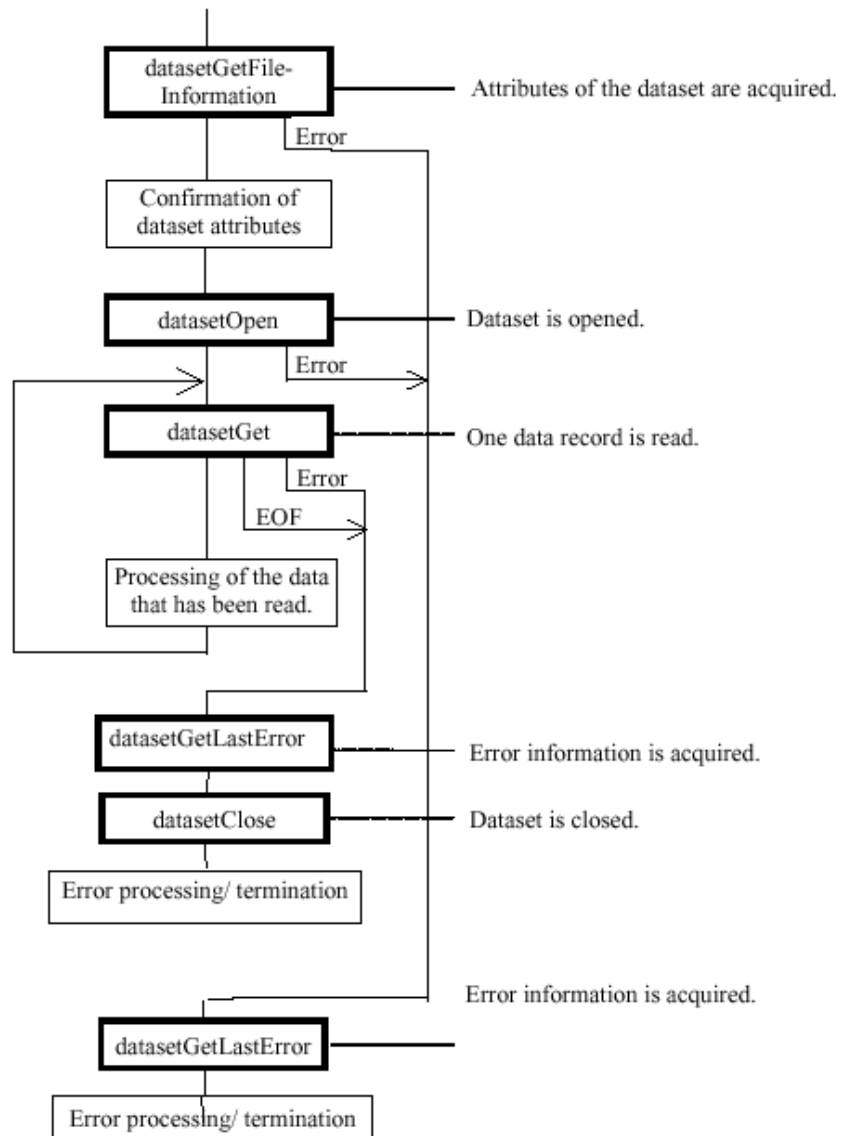 datasetGetFile-
Information
Attributes of the dataset are acquired.
Error
Confirmation of
dataset attributes
datasetOpen
Dataset is opened.
Error
datasetGet
One data record is read.
Error
EOF
Processing of the data
that has been read.
datasetGetLastError
Error information is acquired.
datasetClose
Dataset is closed.
Error processing/ termination
Error information is acquired.
datasetGetLastError
Error processing/ termination